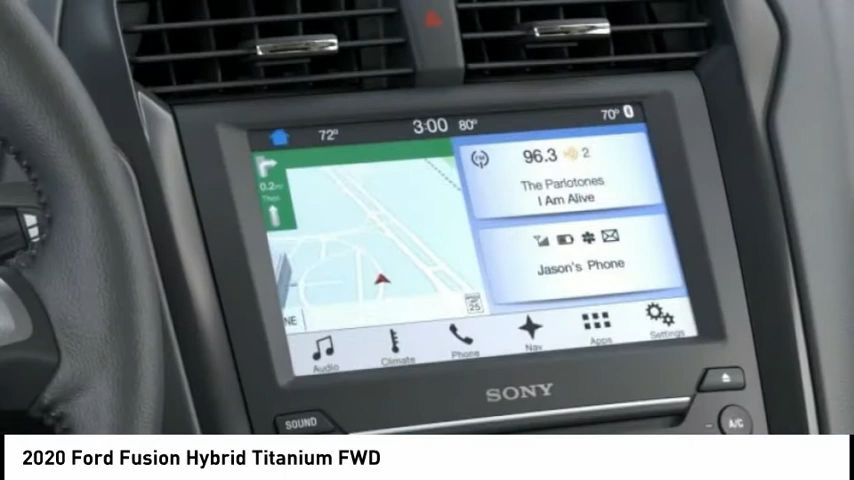 72° 3:00 80° 70°
0.2mi
Then
96.3 2
The Parlotones
I Am Alive
Jason's Phone
25
NE
Audio Climate Phone Nav Apps Settings
SONY
SOUND
A/C
2020 Ford Fusion Hybrid Titanium FWD